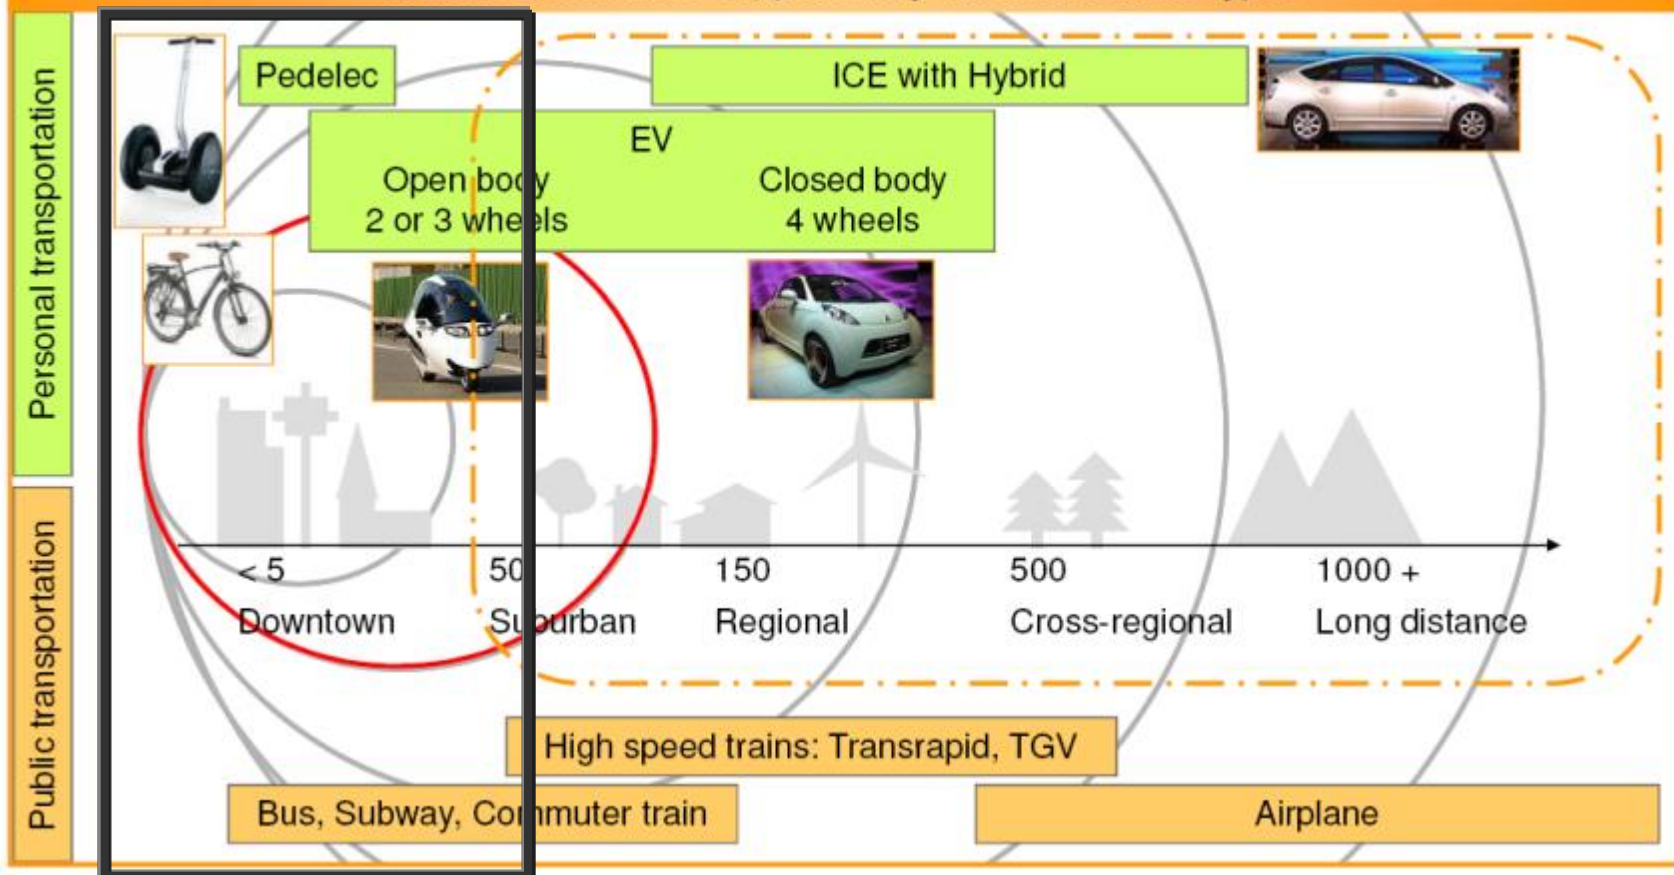 Personal transportation
Pedelec
ICE with Hybrid
EV
Open body
2 or 3 wheels
Closed body
4 wheels
< 5
50
150
500
1000 +
Downtown
Suburban
Regional
Cross-regional
Long distance
Public transportation
High speed trains: Transrapid, TGV
Bus, Subway, Commuter train
Airplane